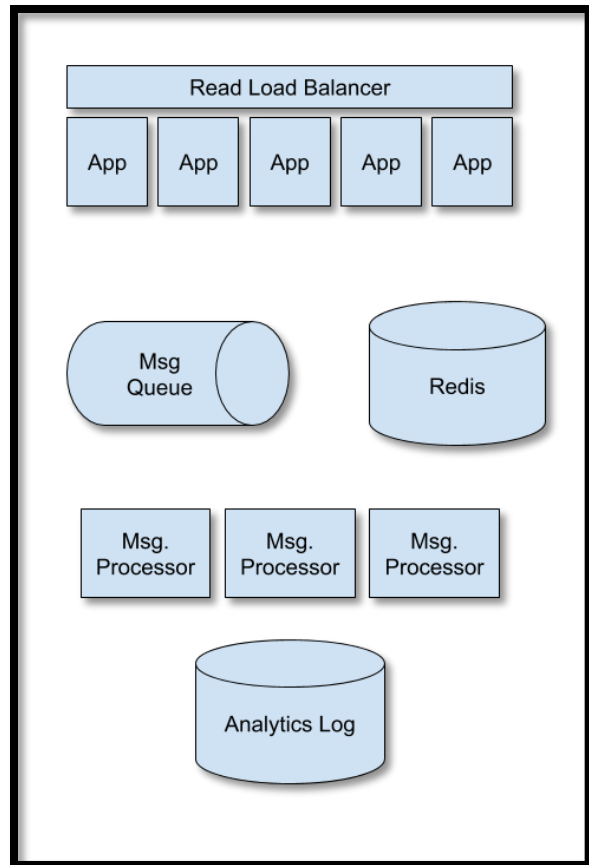 Read Load Balancer
App App App App App
Msg
Queue
Redis
Msg.
Processor
Msg.
Processor
Msg.
Processor
Analytics Log